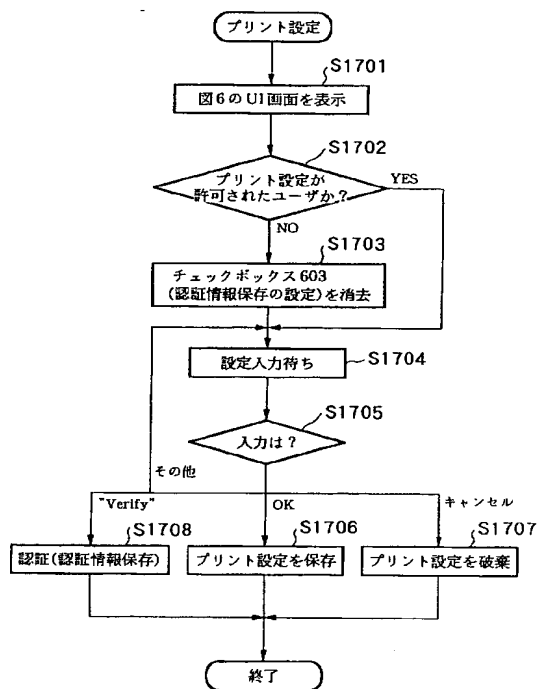 プリント設定
S1701
図6のUI画面を表示
S1702
プリント設定が
許可されたユーザか?
YES
NO
S1703
チェックボックス603
(認証情報保存の設定)を消去
設定入力待ち
S1704
S1705
入力は?
その他
"Verify"
OK
キャンセル
S1708
S1706
S1707
認証(認証情報保存)
プリント設定を保存
プリント設定を破棄
終了